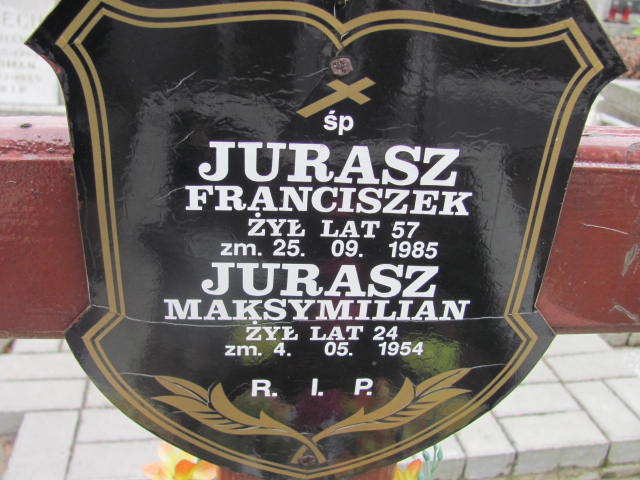 śp
JURASZ
FRANCISZEK
ŻYŁ LAT 57
zm. 25. 09. 1985
JURASZ
MAKSYMILIAN
ŻYŁ LAT 24
zm. 4. 05. 1954
R. I. P.